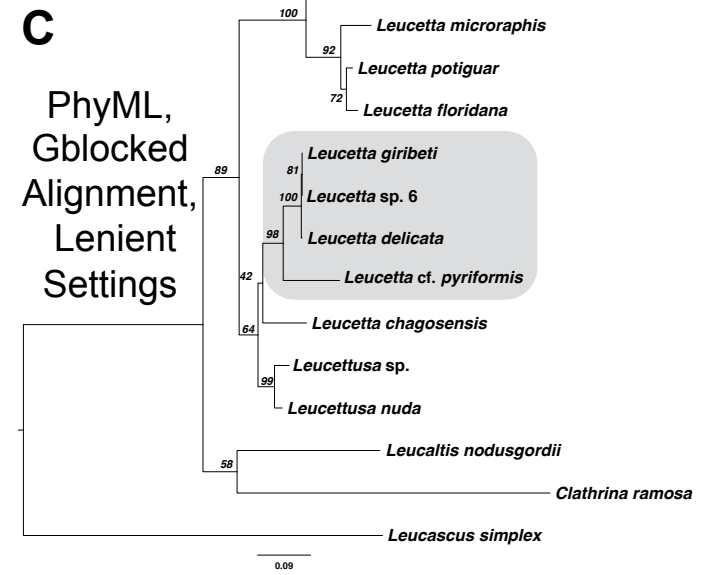 C
PhyML,
Gblocked
Alignment,
Lenient
Settings
100
Leucetta microraphis
92
Leucetta potiguar
72
Leucetta floridana
89
Leucetta giribeti
81
Leucetta sp. 6
100
Leucetta delicata
98
Leucetta cf. pyriformis
42
Leucetta chagosensis
64
Leucettusa sp.
99
Leucettusa nuda
Leucaltis nodusgordii
58
Clathrina ramosa
Leucascus simplex
0.09